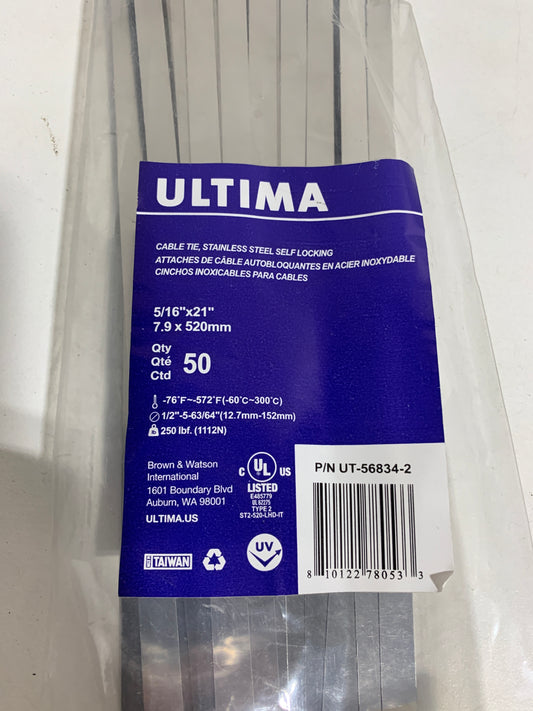 ULTIMA
CABLE TIE, STAINLESS STEEL SELF LOCKING
ATTACHES DE CÂBLE AUTOBLOQUANTES EN ACIER INOXYDABLE
CINCHOS INOXICABLES PARA CABLES
5/16"x21"
7.9 x 520mm
Qty
Qté 50
Ctd
-76°F~-572°F(-60°C~300°C)
1/2"-5-63/64"(12.7mm-152mm)
250 lbf. (1112N)
Brown & Watson
International
1601 Boundary Blvd
Auburn, WA 98001
ULTIMA.US
C UL US
LISTED
E485779
UL 62275
TYPE 2
ST2-520-LHD-IT
TAIWAN
UV
P/N UT-56834-2
8 10122 78053 3